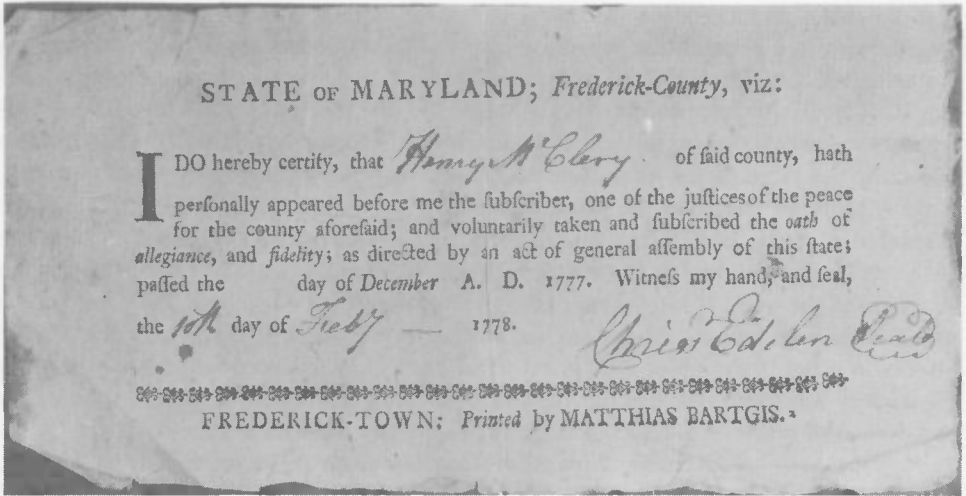 STATE OF MARYLAND; Frederick-County, viz:
I DO hereby certify, that Henry McClery of ſaid county, hath
perſonally appeared before me the ſubſcriber, one of the juſtices of the peace
for the county aforeſaid; and voluntarily taken and ſubſcribed the oath of
allegiance, and fidelity; as directed by an act of general aſſembly of this ſtate;
paſſed the day of December A. D. 1777. Witneſs my hand, and ſeal,
the 10th day of Feby — 1778. Chrisr Edelen Seal
FREDERICK-TOWN: Printed by MATTHIAS BARTGIS.